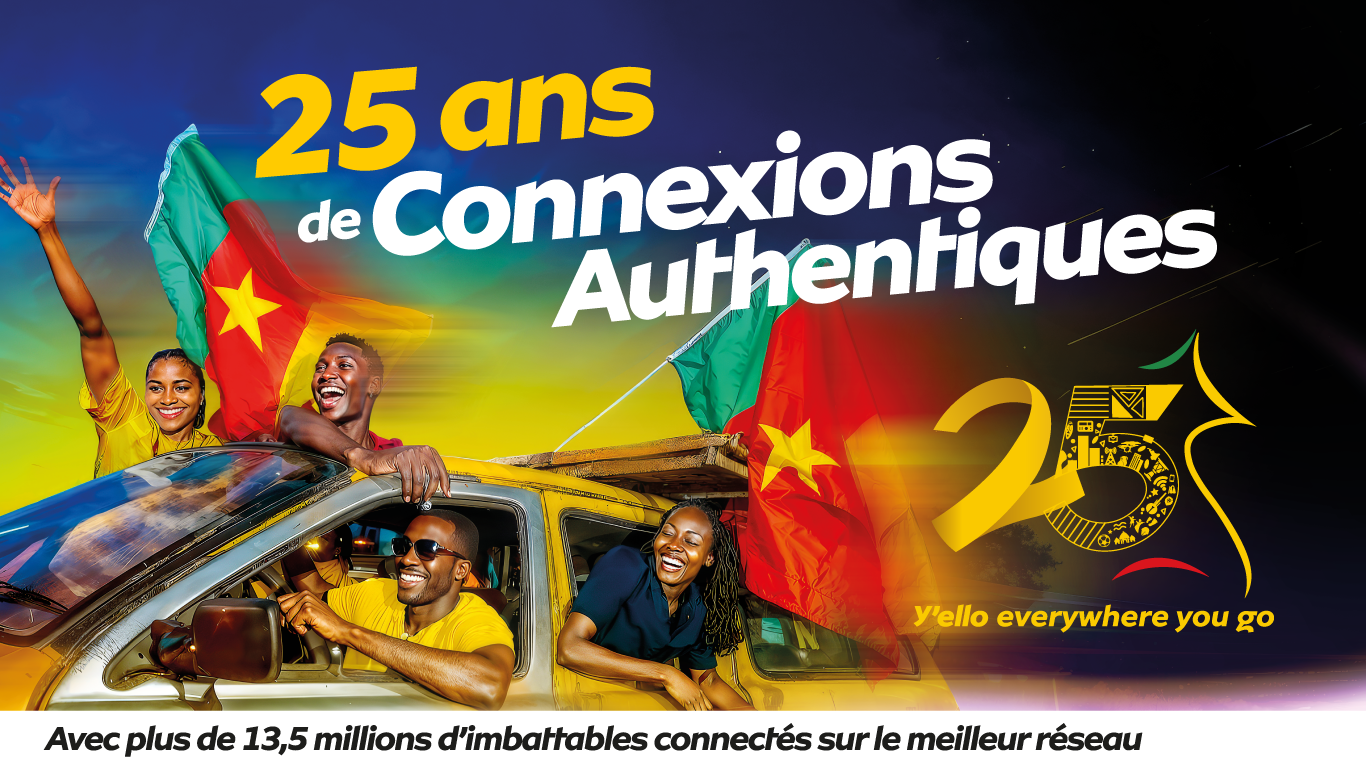 25 ans
de Connexions
Authentiques
25
Y'ello everywhere you go
Avec plus de 13,5 millions d'imbattables connectés sur le meilleur réseau